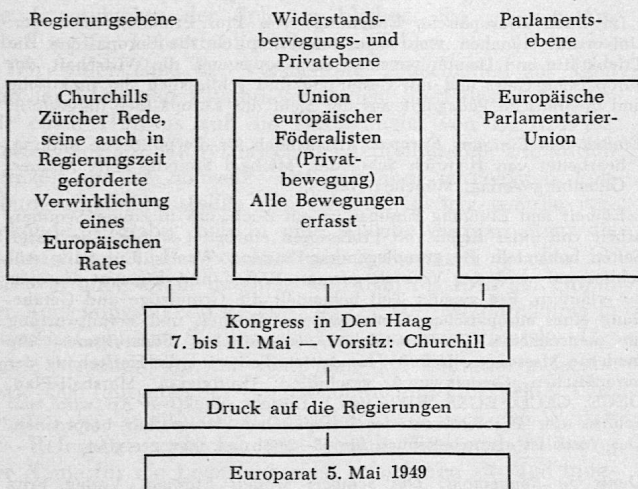 Regierungsebene
Widerstands-
bewegungs- und
Privatebene
Parlaments-
ebene
Churchills
Zürcher Rede,
seine auch in
Regierungszeit
geforderte
Verwirklichung
eines
Europäischen
Rates
Union
europäischer
Föderalisten
(Privat-
bewegung)
Alle Bewegungen
erfasst
Europäische
Parlamentarier-
Union
Kongress in Den Haag
7. bis 11. Mai - Vorsitz: Churchill
Druck auf die Regierungen
Europarat 5. Mai 1949